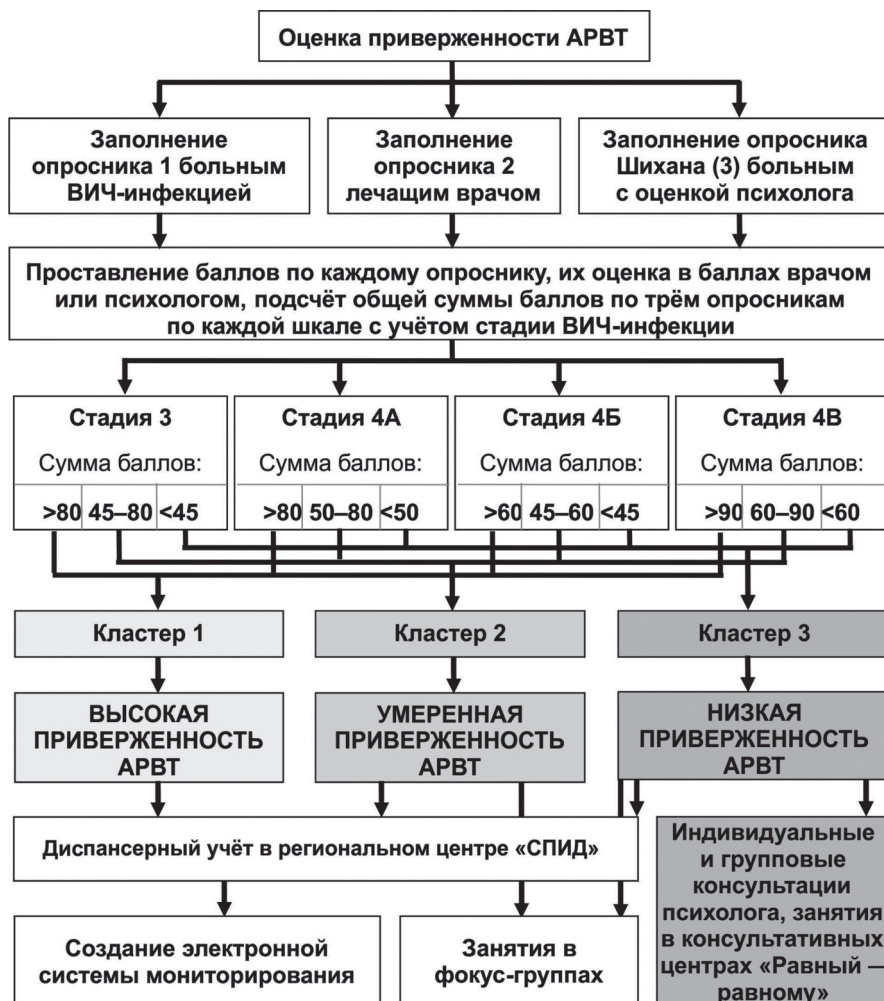 Оценка приверженности АРВТ
Заполнение
опросника 1 больным
ВИЧ-инфекцией
Заполнение
опросника 2
лечащим врачом
Заполнение опросника
Шихана (3) больным
с оценкой психолога
Проставление баллов по каждому опроснику, их оценка в баллах врачом
или психологом, подсчёт общей суммы баллов по трём опросникам
по каждой шкале с учётом стадии ВИЧ-инфекции
Стадия 3
Сумма баллов:
>80 45–80 <45
Стадия 4А
Сумма баллов:
>80 50–80 <50
Стадия 4Б
Сумма баллов:
>60 45–60 <45
Стадия 4В
Сумма баллов:
>90 60–90 <60
Кластер 1
Кластер 2
Кластер 3
ВЫСОКАЯ
ПРИВЕРЖЕННОСТЬ
АРВТ
УМЕРЕННАЯ
ПРИВЕРЖЕННОСТЬ
АРВТ
НИЗКАЯ
ПРИВЕРЖЕННОСТЬ
АРВТ
Диспансерный учёт в региональном центре «СПИД»
Индивидуальные
и групповые
консультации
психолога, занятия
в консультативных
центрах «Равный —
равному»
Создание электронной
системы мониторирования
Занятия в
фокус-группах